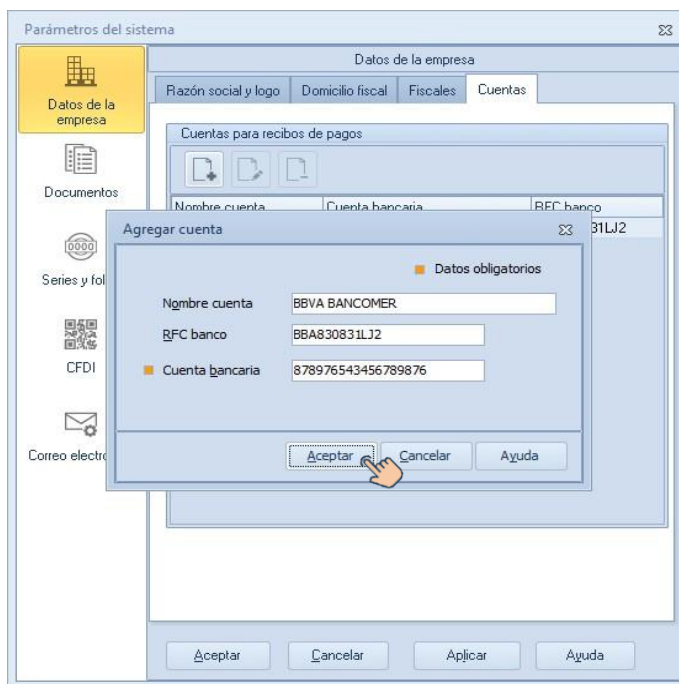 Parámetros del sistema
Datos de la empresa
Documentos
Series y fol
CFDI
Correo electr
Datos de la empresa
Razón social y logo
Domicilio fiscal
Fiscales
Cuentas
Cuentas para recibos de pagos
Nombre cuenta
Cuenta bancaria
RFC banco
31LJ2
Agregar cuenta
Datos obligatorios
Nombre cuenta
BBVA BANCOMER
RFC banco
BBA830831LJ2
Cuenta bancaria
878976543456789876
Aceptar
Cancelar
Ayuda
Aceptar
Cancelar
Aplicar
Ayuda